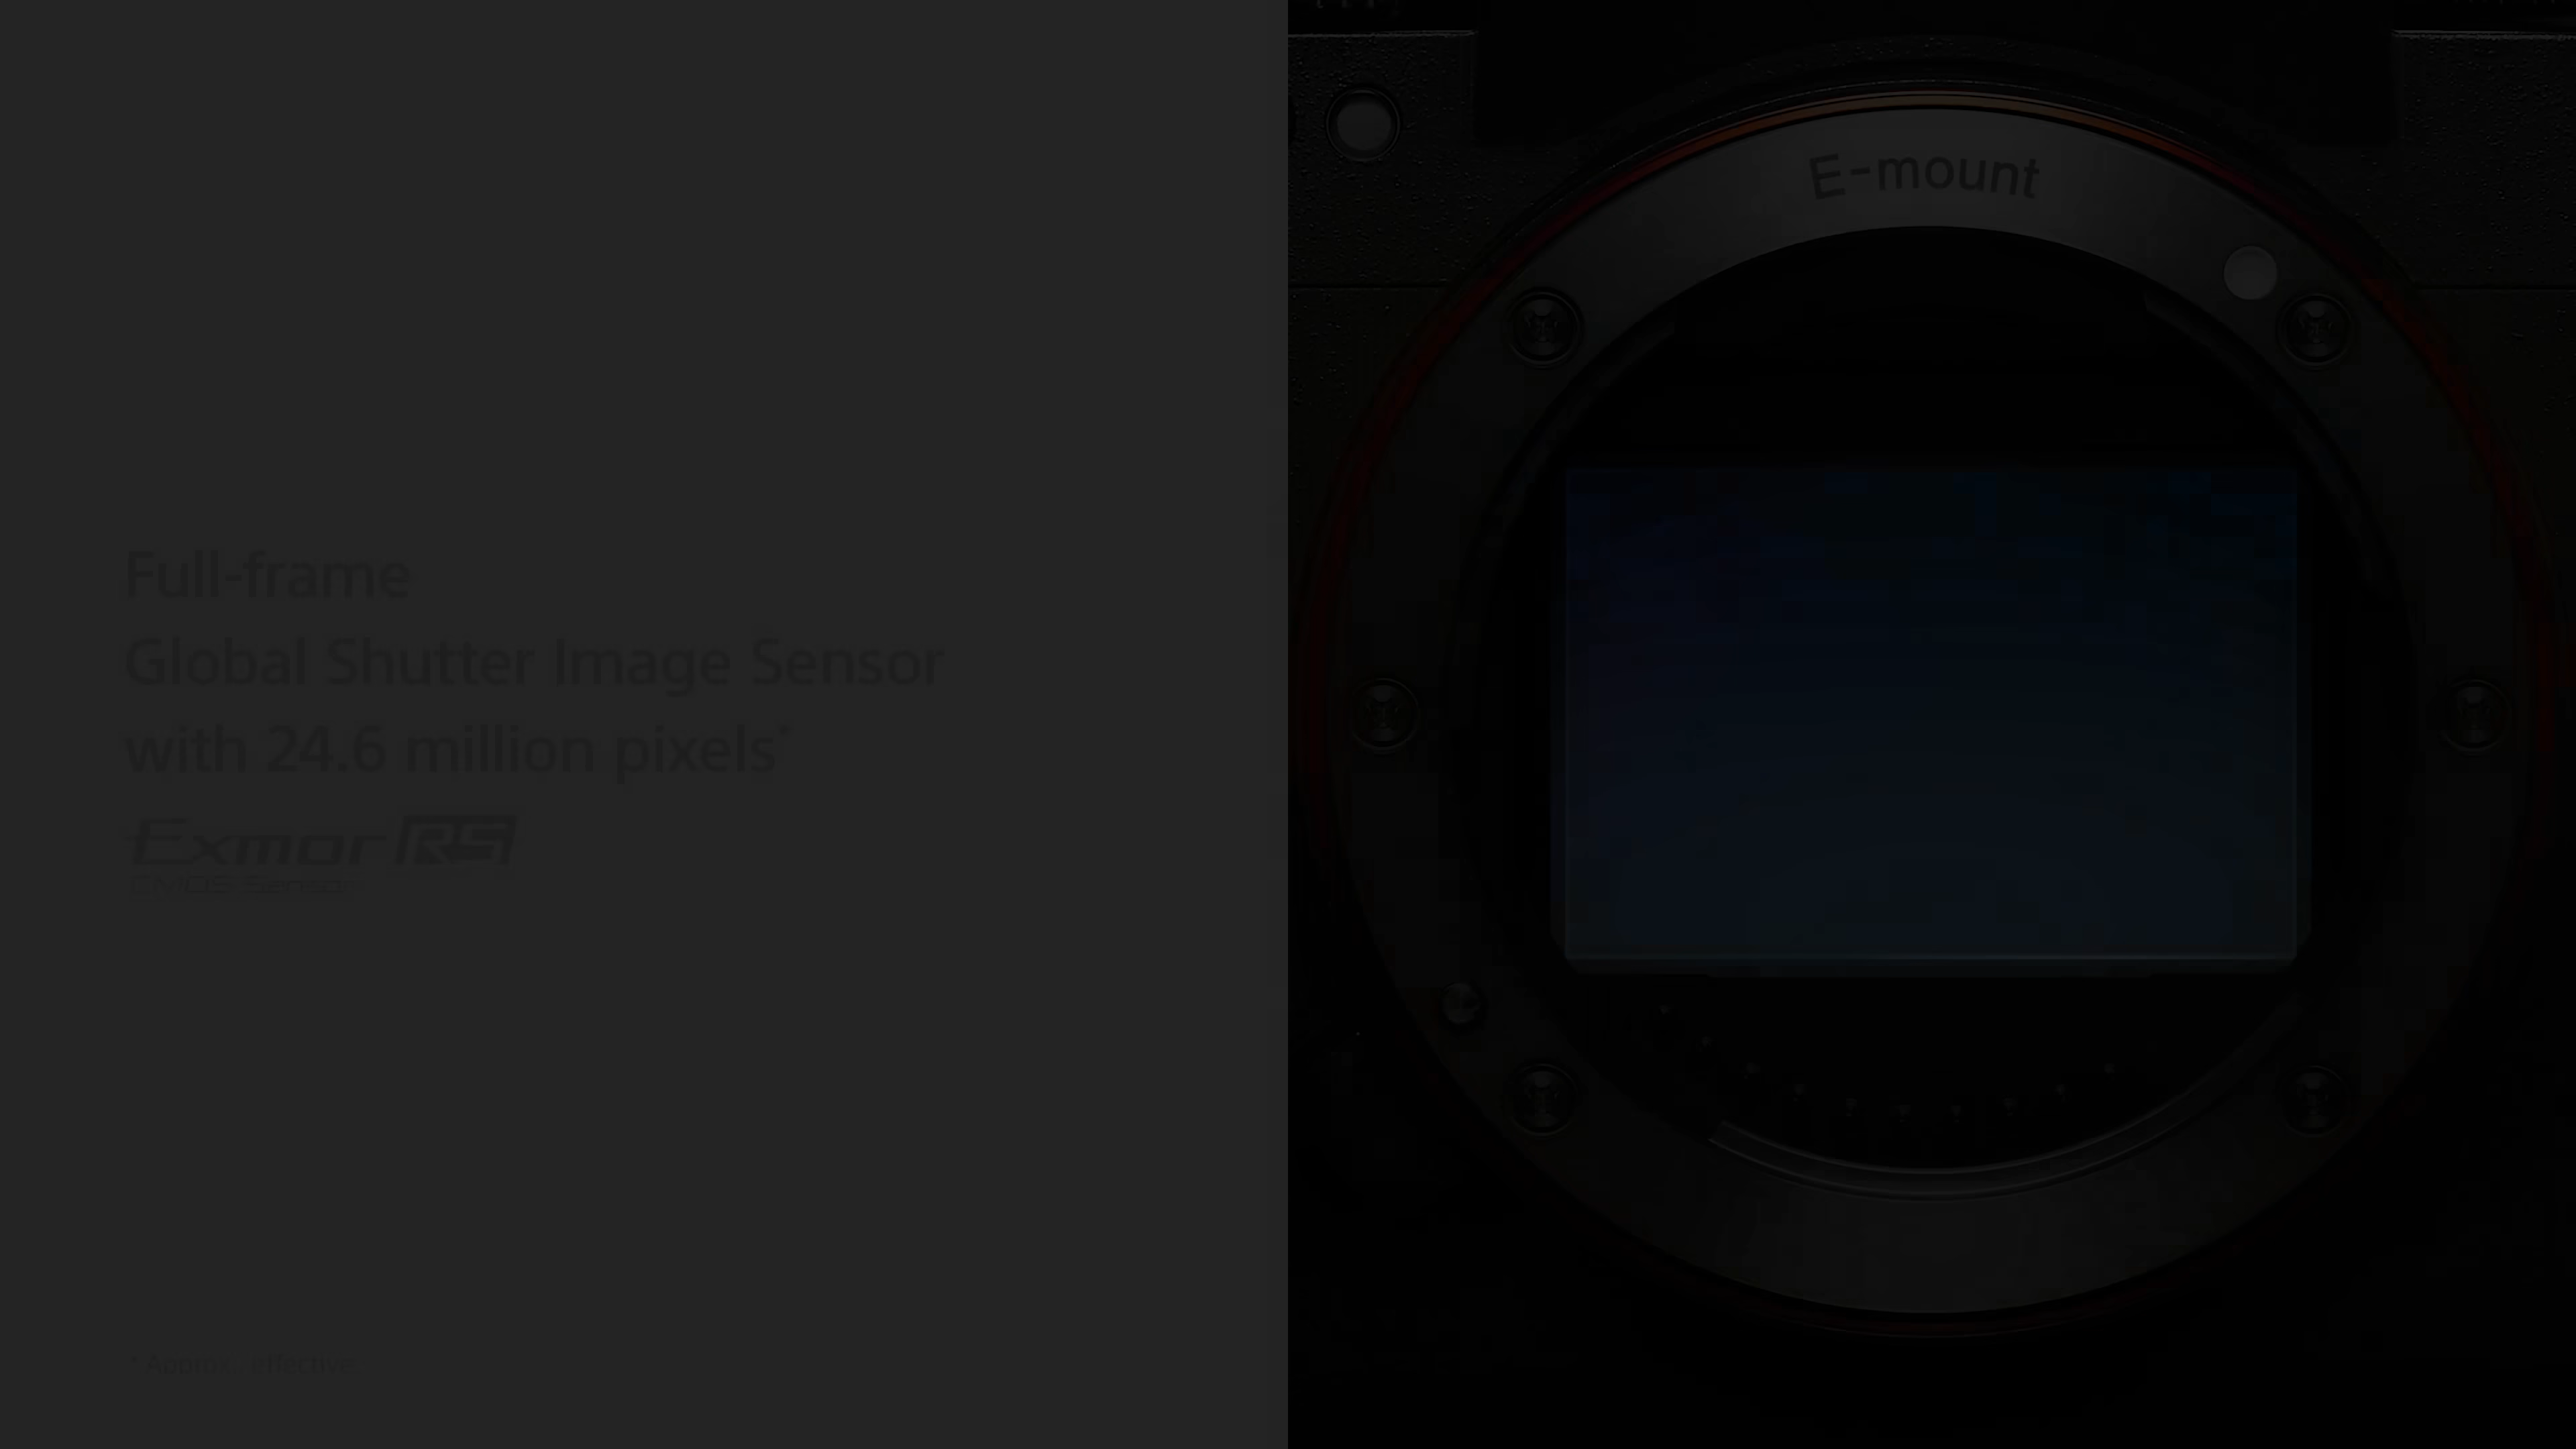 Full-frame
Global Shutter Image Sensor
with 24.6 million pixels*
Exmor RS
CMOS Sensor
* Approx., effective
E-mount